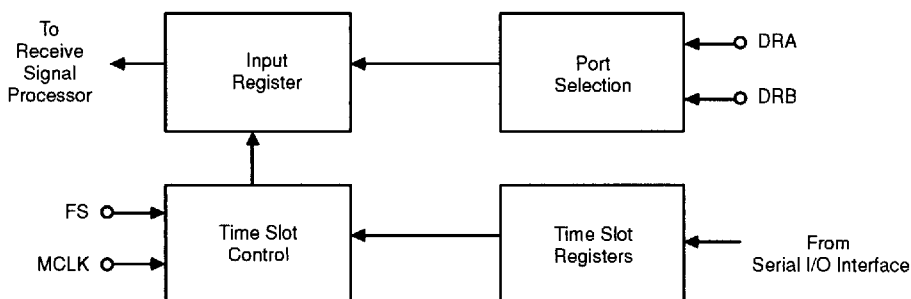 To
Receive
Signal
Processor
Input
Register
Port
Selection
DRA
DRB
FS
MCLK
Time Slot
Control
Time Slot
Registers
From
Serial I/O Interface